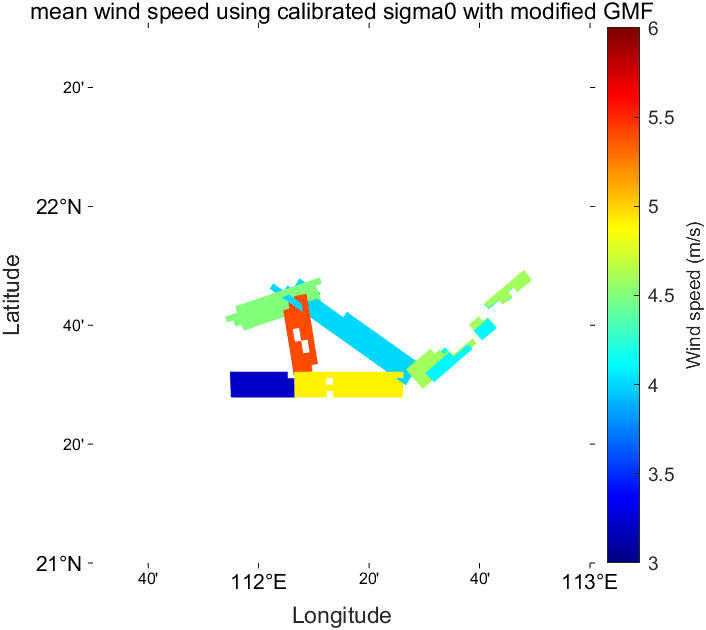 mean wind speed using calibrated sigma0 with modified GMF
20'
22°N
40'
20'
21°N
Latitude
40'
112°E
20'
40'
113°E
Longitude
6
5.5
5
4.5
4
3.5
3
Wind speed (m/s)